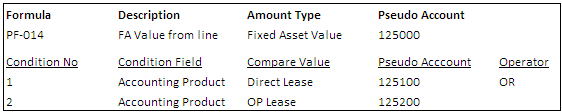 Formula Description Amount Type Pseudo Account
PF-014 FA Value from line Fixed Asset Value 125000
Condition No Condition Field Compare Value Pseudo Acccount Operator
1 Accounting Product Direct Lease 125100 OR
2 Accounting Product OP Lease 125200